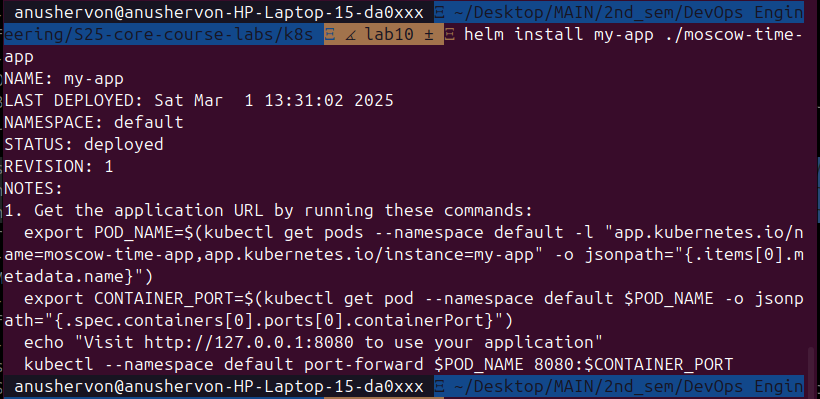 anushervon@anushervon-HP-Laptop-15-da0xxx Ξ ~/Desktop/MAIN/2nd_sem/DevOps Engin
eering/S25-core-course-labs/k8s Ξ ∡ lab10 ± Ξ helm install my-app ./moscow-time-
app
NAME: my-app
LAST DEPLOYED: Sat Mar  1 13:31:02 2025
NAMESPACE: default
STATUS: deployed
REVISION: 1
NOTES:
1. Get the application URL by running these commands:
  export POD_NAME=$(kubectl get pods --namespace default -l "app.kubernetes.io/n
ame=moscow-time-app,app.kubernetes.io/instance=my-app" -o jsonpath="{.items[0].m
etadata.name}")
  export CONTAINER_PORT=$(kubectl get pod --namespace default $POD_NAME -o jsonp
ath="{.spec.containers[0].ports[0].containerPort}")
  echo "Visit http://127.0.0.1:8080 to use your application"
  kubectl --namespace default port-forward $POD_NAME 8080:$CONTAINER_PORT
anushervon@anushervon-HP-Laptop-15-da0xxx Ξ ~/Desktop/MAIN/2nd_sem/DevOps Engin